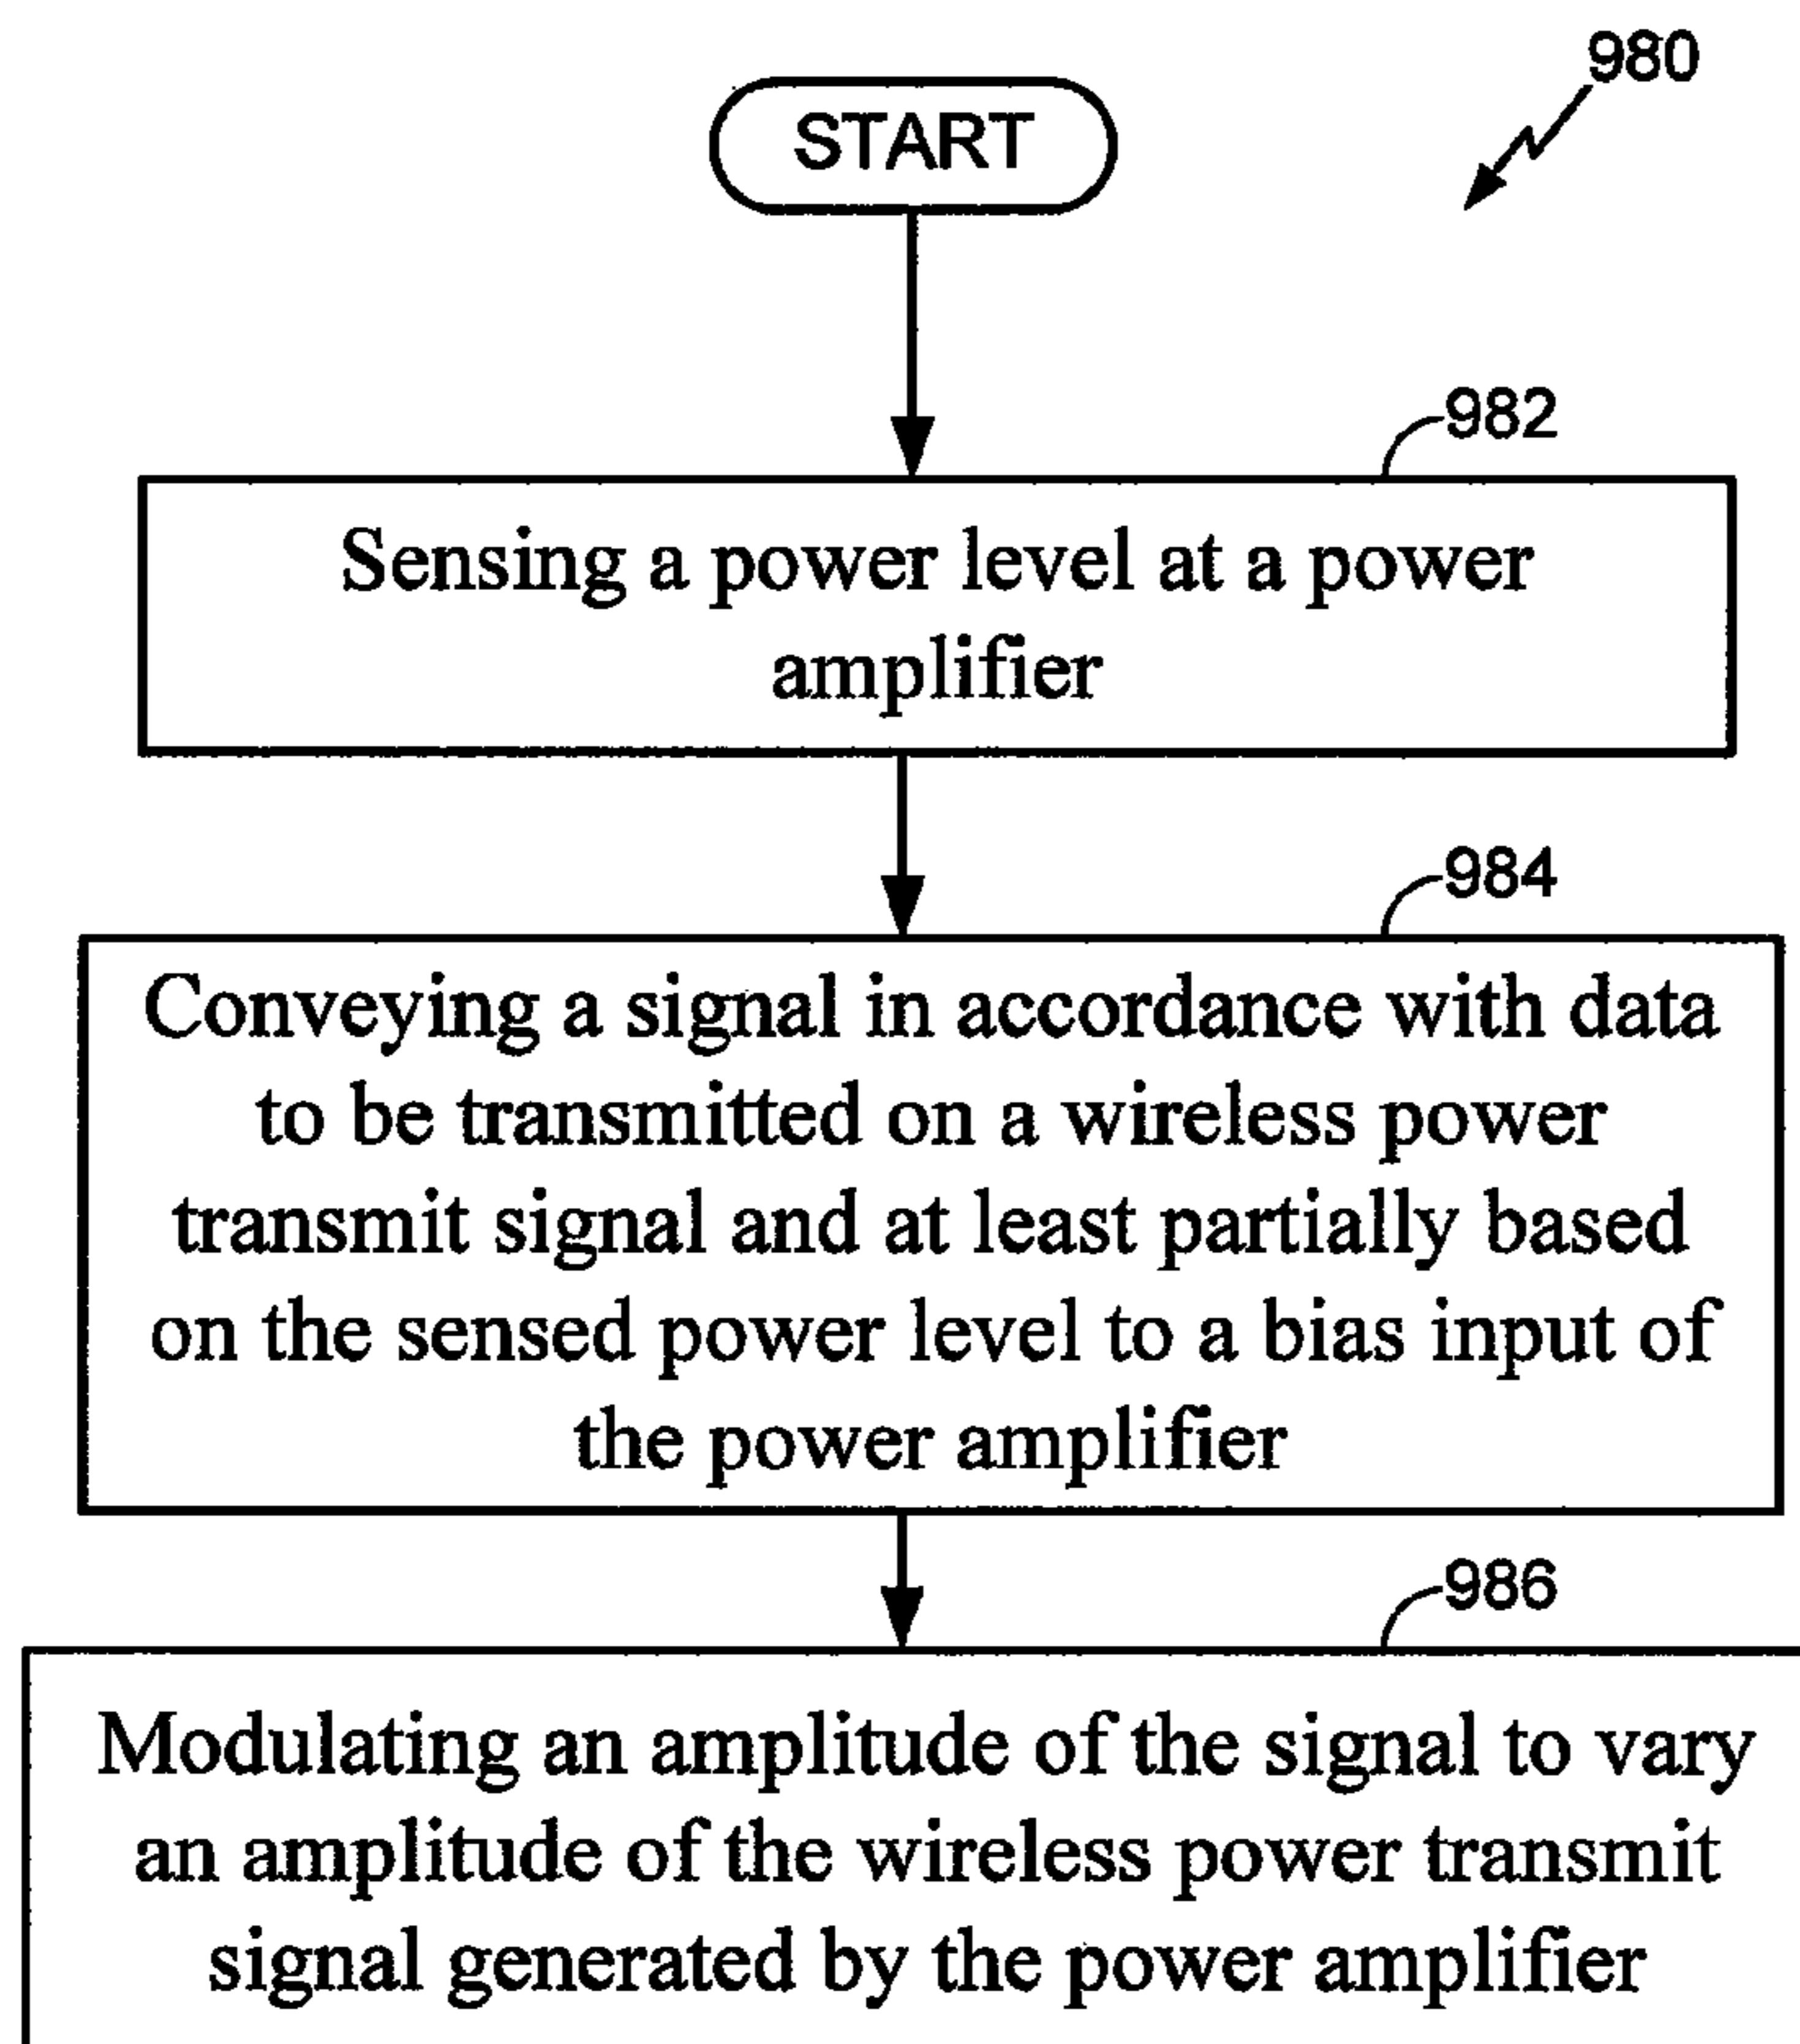 980
START
982
Sensing a power level at a power
amplifier
984
Conveying a signal in accordance with data
to be transmitted on a wireless power
transmit signal and at least partially based
on the sensed power level to a bias input of
the power amplifier
986
Modulating an amplitude of the signal to vary
an amplitude of the wireless power transmit
signal generated by the power amplifier